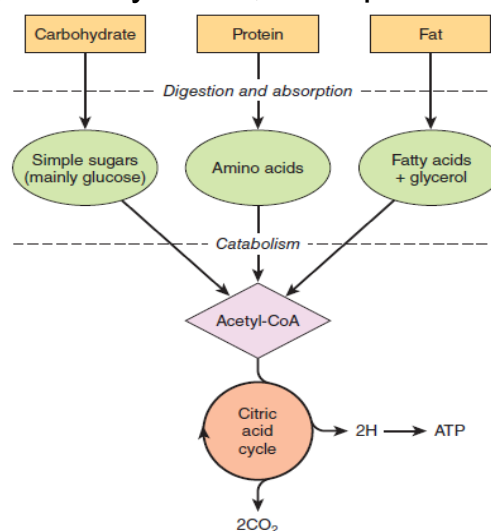 Carbohydrate Protein Fat
Digestion and absorption
Simple sugars
(mainly glucose)
Amino acids
Fatty acids
+ glycerol
Catabolism
Acetyl-CoA
Citric
acid
cycle
2H ATP
2CO₂